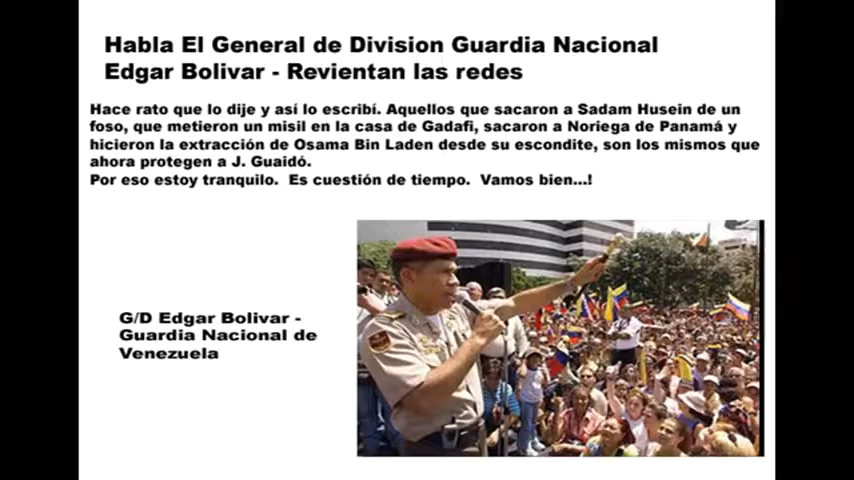 Habla El General de Division Guardia Nacional
Edgar Bolivar - Revientan las redes
Hace rato que lo dije y así lo escribí. Aquellos que sacaron a Sadam Husein de un
foso, que metieron un misil en la casa de Gadafi, sacaron a Noriega de Panamá y
hicieron la extracción de Osama Bin Laden desde su escondite, son los mismos que
ahora protegen a J. Guaidó.
Por eso estoy tranquilo. Es cuestión de tiempo. Vamos bien...!
G/D Edgar Bolivar -
Guardia Nacional de
Venezuela